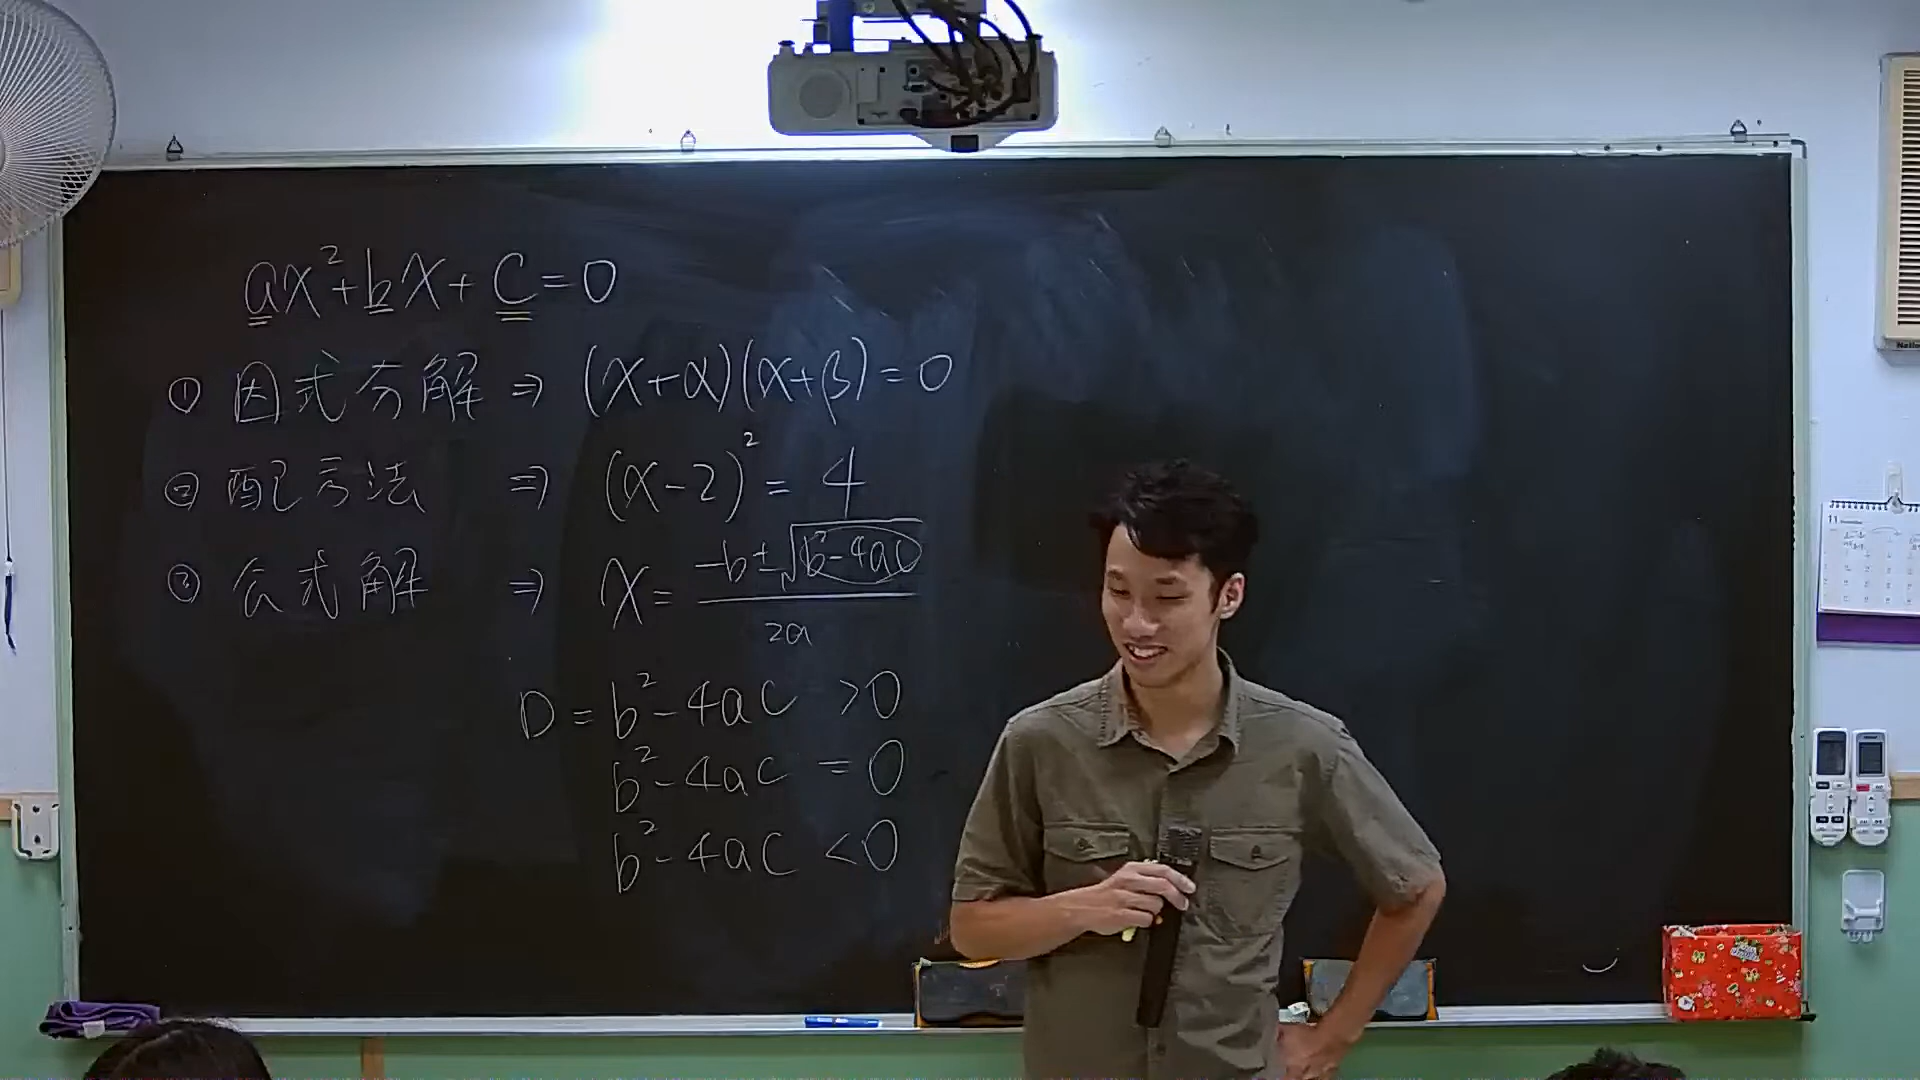 ax²+bx+c=0
① 因式分解 ⇒ (x+α)(x+β)=0
② 配方法 ⇒ (x-2)² = 4
③ 公式解 ⇒ x= (-b±√(b²-4ac))/2a
D = b²-4ac >0
b²-4ac =0
b²-4ac <0
11